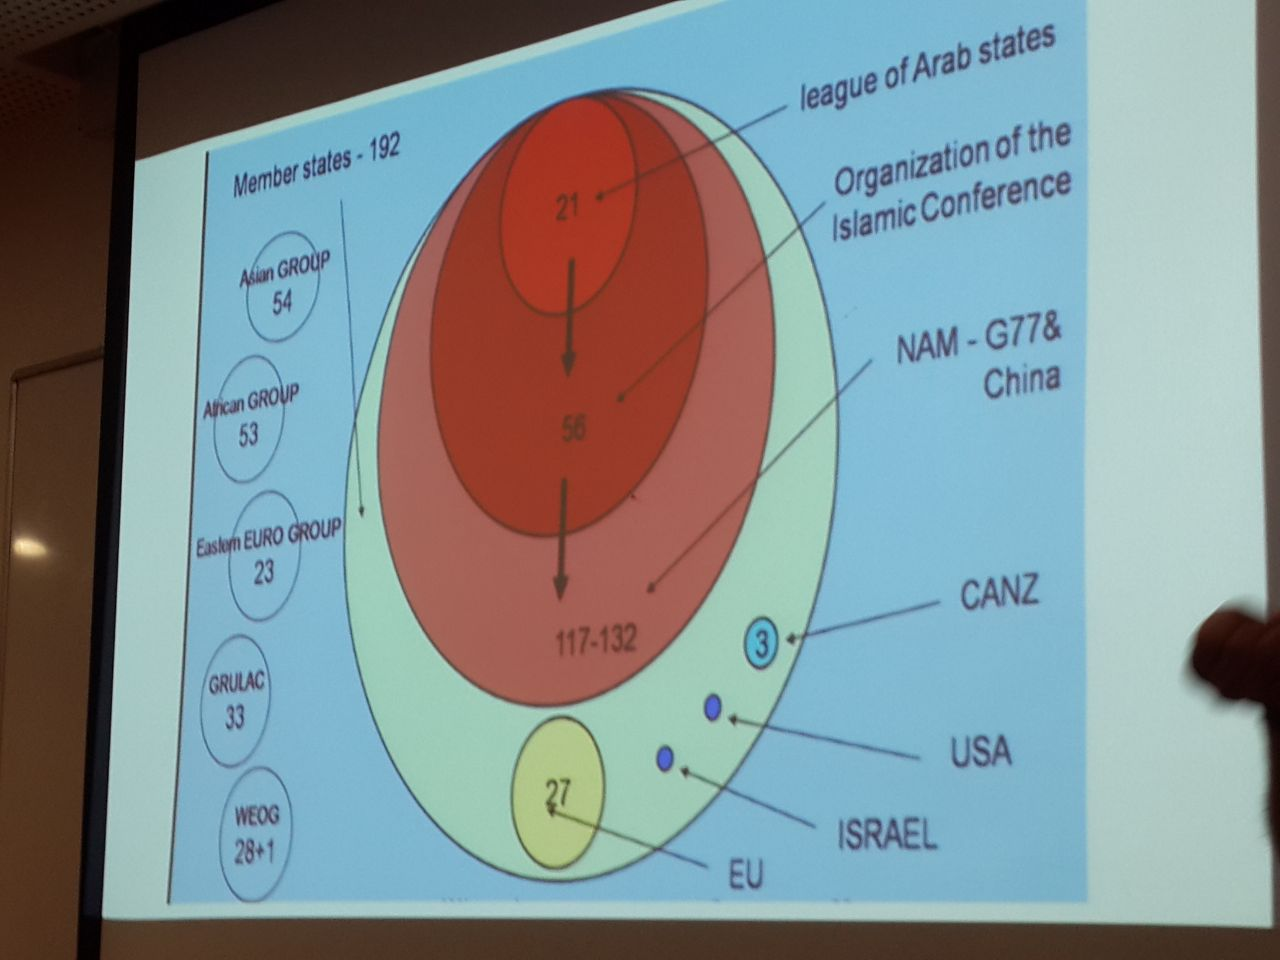 league of Arab states
Member states - 192
Organization of the
Islamic Conference
21
Asian GROUP
54
NAM - G77&
China
African GROUP
53
56
Eastern EURO GROUP
23
CANZ
117-132
3
GRULAC
33
USA
27
ISRAEL
WEOG
28+1
EU